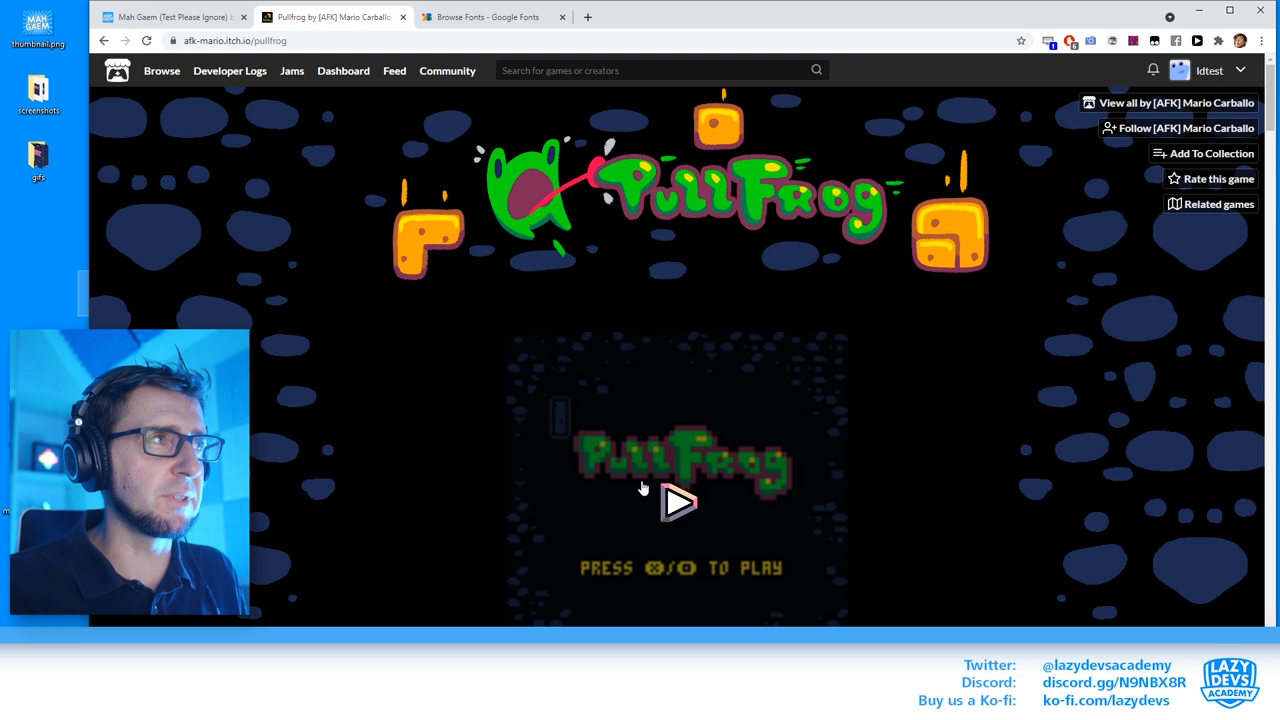 MAH
GAEM
thumbnail.png
screenshots
gifs
m
Mah Gaem (Test Please Ignore) b
Pullfrog by [AFK] Mario Carballo
Browse Fonts - Google Fonts
afk-mario.itch.io/pullfrog
1
6
Browse
Developer Logs
Jams
Dashboard
Feed
Community
Search for games or creators
ldtest
View all by [AFK] Mario Carballo
Follow [AFK] Mario Carballo
Add To Collection
Rate this game
Related games
PullFrog
PullFrog
PRESS ❎/🅾 TO PLAY
Twitter: @lazydevsacademy
Discord: discord.gg/N9NBX8R
Buy us a Ko-fi: ko-fi.com/lazydevs
LAZY
DEVS
ACADEMY